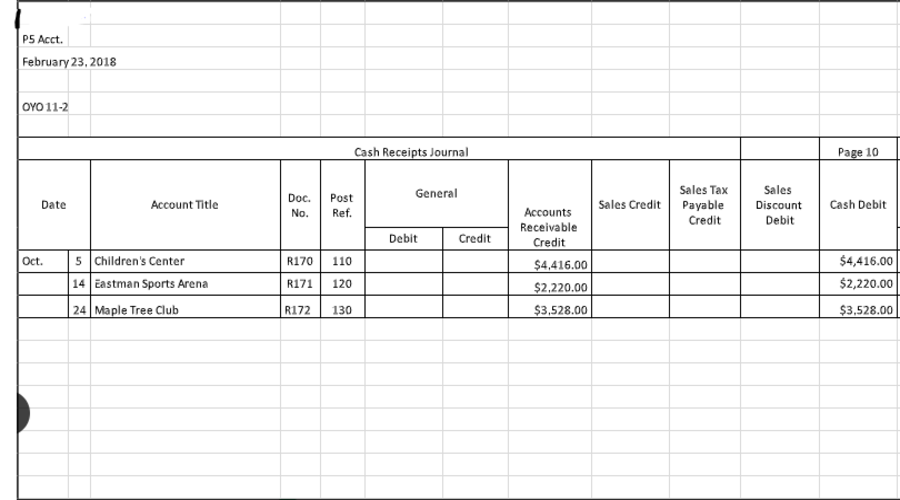 P5 Acct.
February 23, 2018
OYO 11-2
Cash Receipts Journal Page 10
Date Account Title Doc. No. Post Ref. General Debit Credit Accounts Receivable Credit Sales Credit Sales Tax Payable Credit Sales Discount Debit Cash Debit
Oct. 5 Children's Center R170 110 $4,416.00 $4,416.00
14 Eastman Sports Arena R171 120 $2,220.00 $2,220.00
24 Maple Tree Club R172 130 $3,528.00 $3,528.00